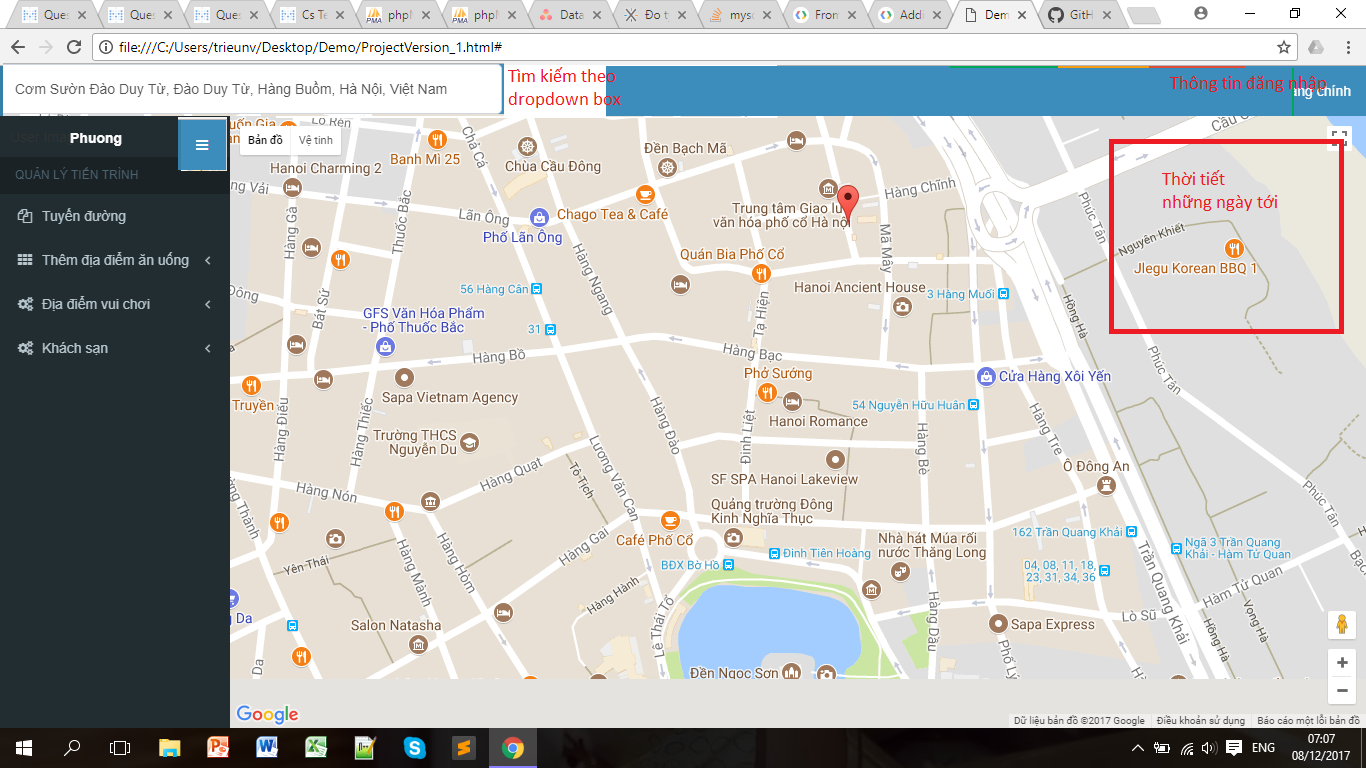 Ques
Ques
Ques
Cs Te
phpM
phpM
Data
Đo tụ
mysc
Fron
Add
Dem
GitH
file:///C:/Users/trieunv/Desktop/Demo/ProjectVersion_1.html#
Cơm Sườn Đào Duy Từ, Đào Duy Từ, Hàng Buồm, Hà Nội, Việt Nam
Tìm kiếm theo
dropdown box
Thông tin đăng nhập
ang chính
Phuong
QUẢN LÝ TIẾN TRÌNH
Tuyến đường
Thêm địa điểm ăn uống
Địa điểm vui chơi
Khách sạn
Bản đồ
Vệ tinh
Lò Rèn
Banh Mì 25
Chả Cá
Chùa Cầu Đông
Đền Bạch Mã
Hanoi Charming 2
Hàng Gà
Thuốc Bắc
Lãn Ông
Phố Lãn Ông
Chago Tea & Café
Trung tâm Giao lưu
văn hóa phố cổ Hà nội
Hàng Chĩnh
Mã Mây
Phúc Tân
Thời tiết
những ngày tới
Nguyễn Khiết
Jlegu Korean BBQ 1
Quán Bia Phố Cổ
Hanoi Ancient House
3 Hàng Muối
Hồng Hà
56 Hàng Cân
Hàng Ngang
Tạ Hiện
Bát Sứ
GFS Văn Hóa Phẩm
- Phố Thuốc Bắc
31
Hàng Bồ
Hàng Bạc
Phở Sướng
Cửa Hàng Xôi Yến
Phúc Tân
Truyền
Hàng Điếu
Hàng Thiếc
Sapa Vietnam Agency
Hàng Đào
Đinh Liệt
Hanoi Romance
54 Nguyễn Hữu Huân
Hàng Bè
Hàng Tre
Trường THCS
Nguyễn Du
Hàng Quạt
Lương Văn Can
Tố Tịch
SF SPA Hanoi Lakeview
Ô Đông An
Hàng Nón
Quảng trường Đông
Kinh Nghĩa Thục
Phúc Tân
Café Phố Cổ
Hàng Gai
Yên Thái
Hàng Mành
Hàng Hòm
Đinh Tiên Hoàng
BĐX Bờ Hồ
Nhà hát Múa rối
nước Thăng Long
162 Trần Quang Khải
Ngã 3 Trần Quang
Khải - Hàm Tử Quan
04, 08, 11, 18,
23, 31, 34, 36
Trần Quang Khải
Hàm Tử Quan
Hàng Hành
Lê Thái Tổ
Hàng Dầu
Lò Sũ
Vọng Hà
Hồng Hà
Salon Natasha
Sapa Express
Đền Ngọc Sơn
Google
Dữ liệu bản đồ ©2017 Google
Điều khoản sử dụng
Báo cáo một lỗi bản đồ
ENG
07:07
08/12/2017